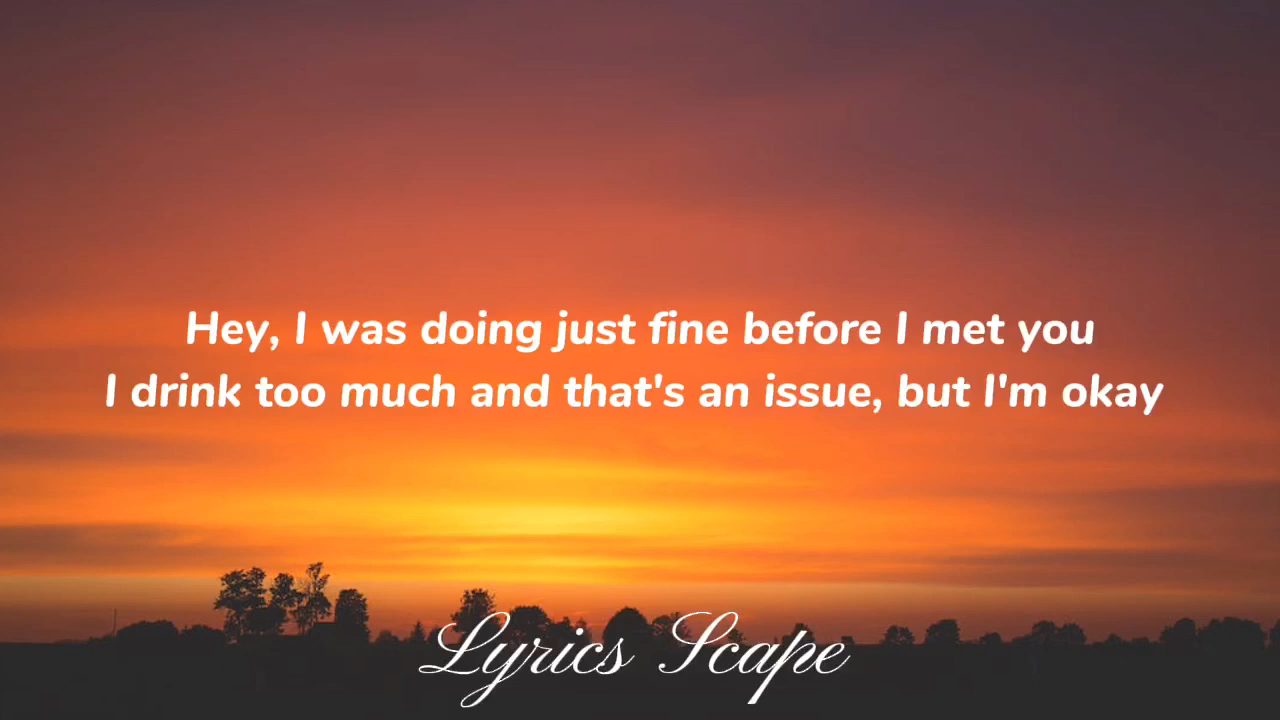 Hey, I was doing just fine before I met you
I drink too much and that's an issue, but I'm okay
Lyrics Scape